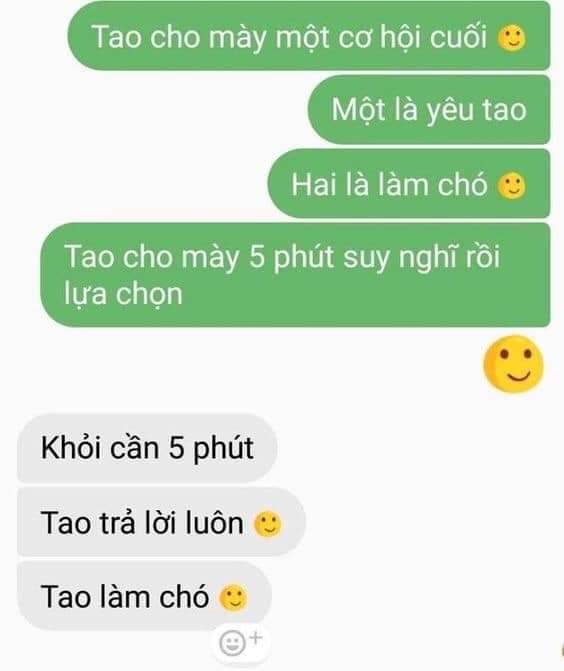 Tao cho mày một cơ hội cuối 🙂
Một là yêu tao
Hai là làm chó 🙂
Tao cho mày 5 phút suy nghĩ rồi
lựa chọn
🙂
Khỏi cần 5 phút
Tao trả lời luôn 🙂
Tao làm chó 🙂